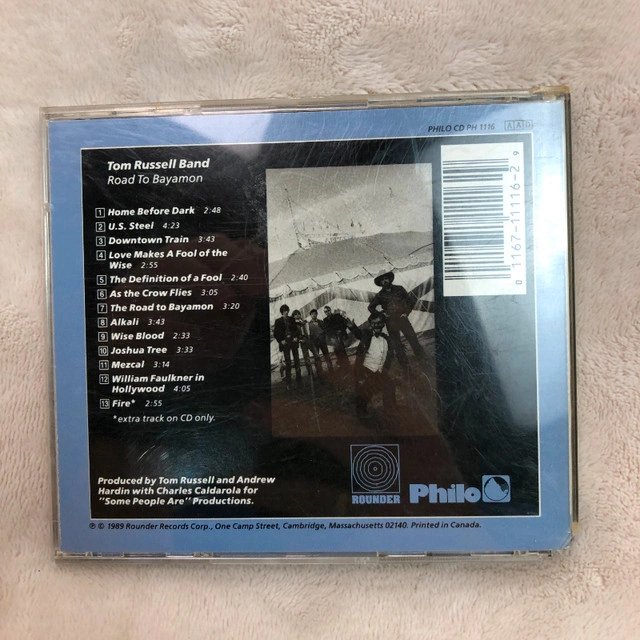 PHILO CD PH 1116 AAD
Tom Russell Band
Road To Bayamon
1 Home Before Dark 2:48
2 U.S. Steel 4:23
3 Downtown Train 3:43
4 Love Makes A Fool of the
Wise 2:55
5 The Definition of a Fool 2:40
6 As the Crow Flies 3:05
7 The Road to Bayamon 3:20
8 Alkali 3:43
9 Wise Blood 2:33
10 Joshua Tree 3:33
11 Mezcal 3:14
12 William Faulkner in
Hollywood 4:05
13 Fire* 2:55
*extra track on CD only.
0 11671-1116-2 9
Produced by Tom Russell and Andrew
Hardin with Charles Caldarola for
"Some People Are" Productions.
ROUNDER
Philo
℗ © 1989 Rounder Records Corp., One Camp Street, Cambridge, Massachusetts 02140. Printed in Canada.